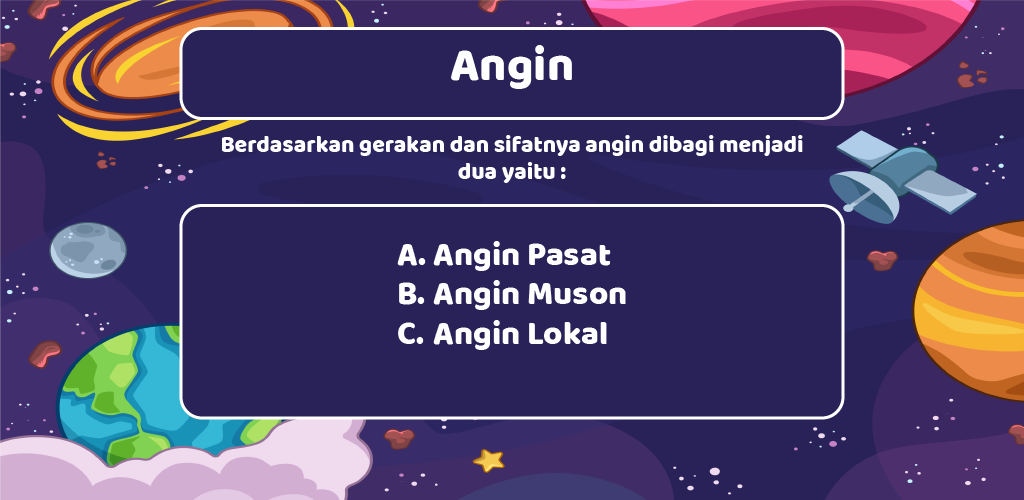 Angin
Berdasarkan gerakan dan sifatnya angin dibagi menjadi
dua yaitu :
A. Angin Pasat
B. Angin Muson
C. Angin Lokal